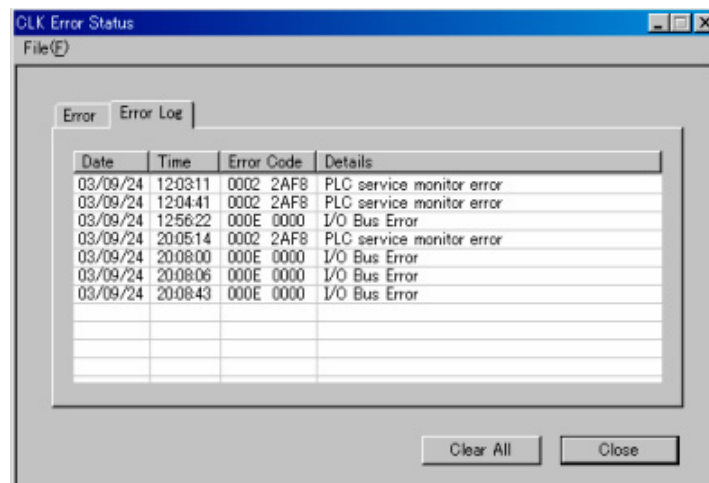 CLK Error Status
File(F)
Error Error Log
Date Time Error Code Details
03/09/24 12:03:11 0002 2AF8 PLC service monitor error
03/09/24 12:04:41 0002 2AF8 PLC service monitor error
03/09/24 12:56:22 000E 0000 I/O Bus Error
03/09/24 20:05:14 0002 2AF8 PLC service monitor error
03/09/24 20:08:00 000E 0000 I/O Bus Error
03/09/24 20:08:06 000E 0000 I/O Bus Error
03/09/24 20:08:43 000E 0000 I/O Bus Error
Clear All Close